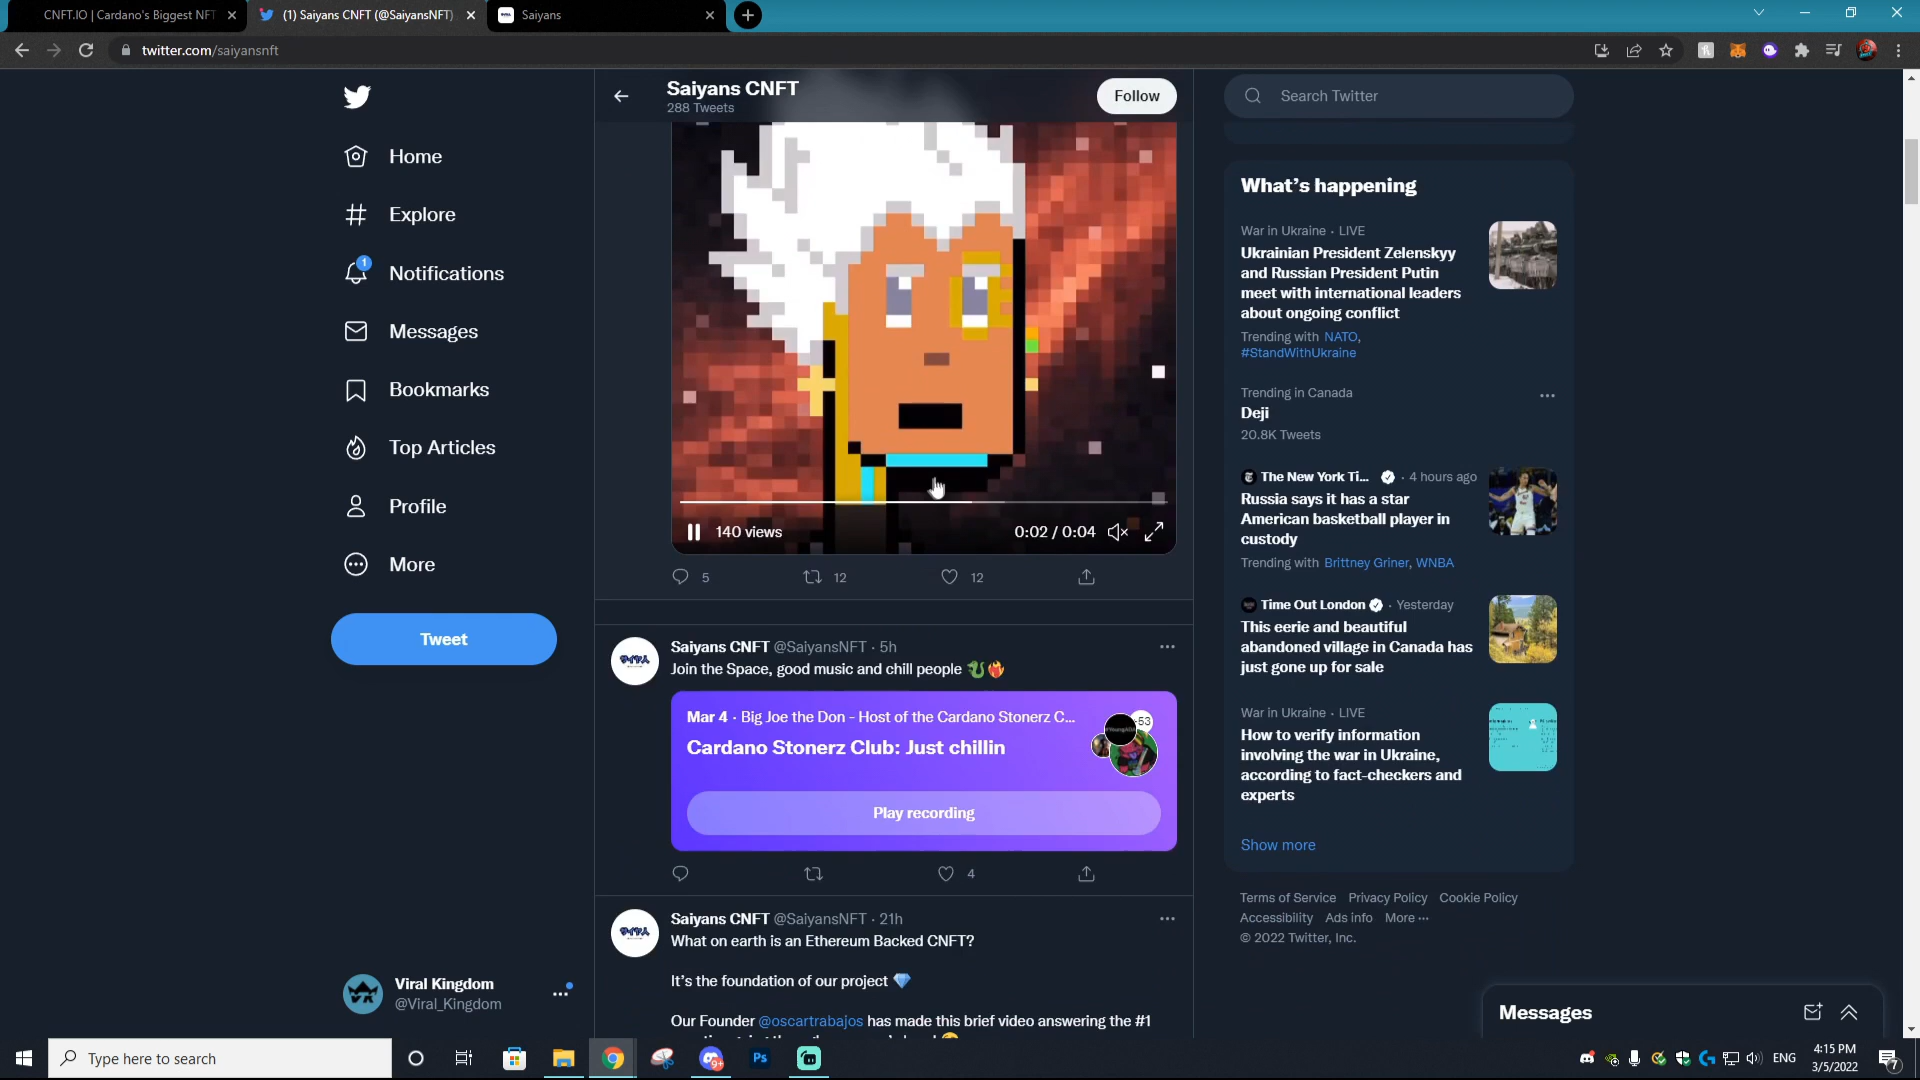 CNFT.IO | Cardano's Biggest NFT
(1) Saiyans CNFT (@SaiyansNFT)
Saiyans
twitter.com/saiyansnft
Home
Explore
1
Notifications
Messages
Bookmarks
Top Articles
Profile
More
Tweet
Viral Kingdom
@Viral_Kingdom
Saiyans CNFT
288 Tweets
Follow
140 views
0:02 / 0:04
5
12
12
Saiyans CNFT @SaiyansNFT · 5h
Join the Space, good music and chill people
Mar 4 · Big Joe the Don - Host of the Cardano Stonerz C...
+53
Cardano Stonerz Club: Just chillin
Play recording
4
Saiyans CNFT @SaiyansNFT · 21h
What on earth is an Ethereum Backed CNFT?
It's the foundation of our project
Our Founder @oscartrabajos has made this brief video answering the #1
Search Twitter
What's happening
War in Ukraine · LIVE
Ukrainian President Zelenskyy
and Russian President Putin
meet with international leaders
about ongoing conflict
Trending with NATO,
#StandWithUkraine
Trending in Canada
Deji
20.8K Tweets
The New York Ti... · 4 hours ago
Russia says it has a star
American basketball player in
custody
Trending with Brittney Griner, WNBA
Time Out London · Yesterday
This eerie and beautiful
abandoned village in Canada has
just gone up for sale
War in Ukraine · LIVE
How to verify information
involving the war in Ukraine,
according to fact-checkers and
experts
Show more
Terms of Service Privacy Policy Cookie Policy
Accessibility Ads info More ···
© 2022 Twitter, Inc.
Messages
Type here to search
9+
Ps
ENG
4:15 PM
3/5/2022
7